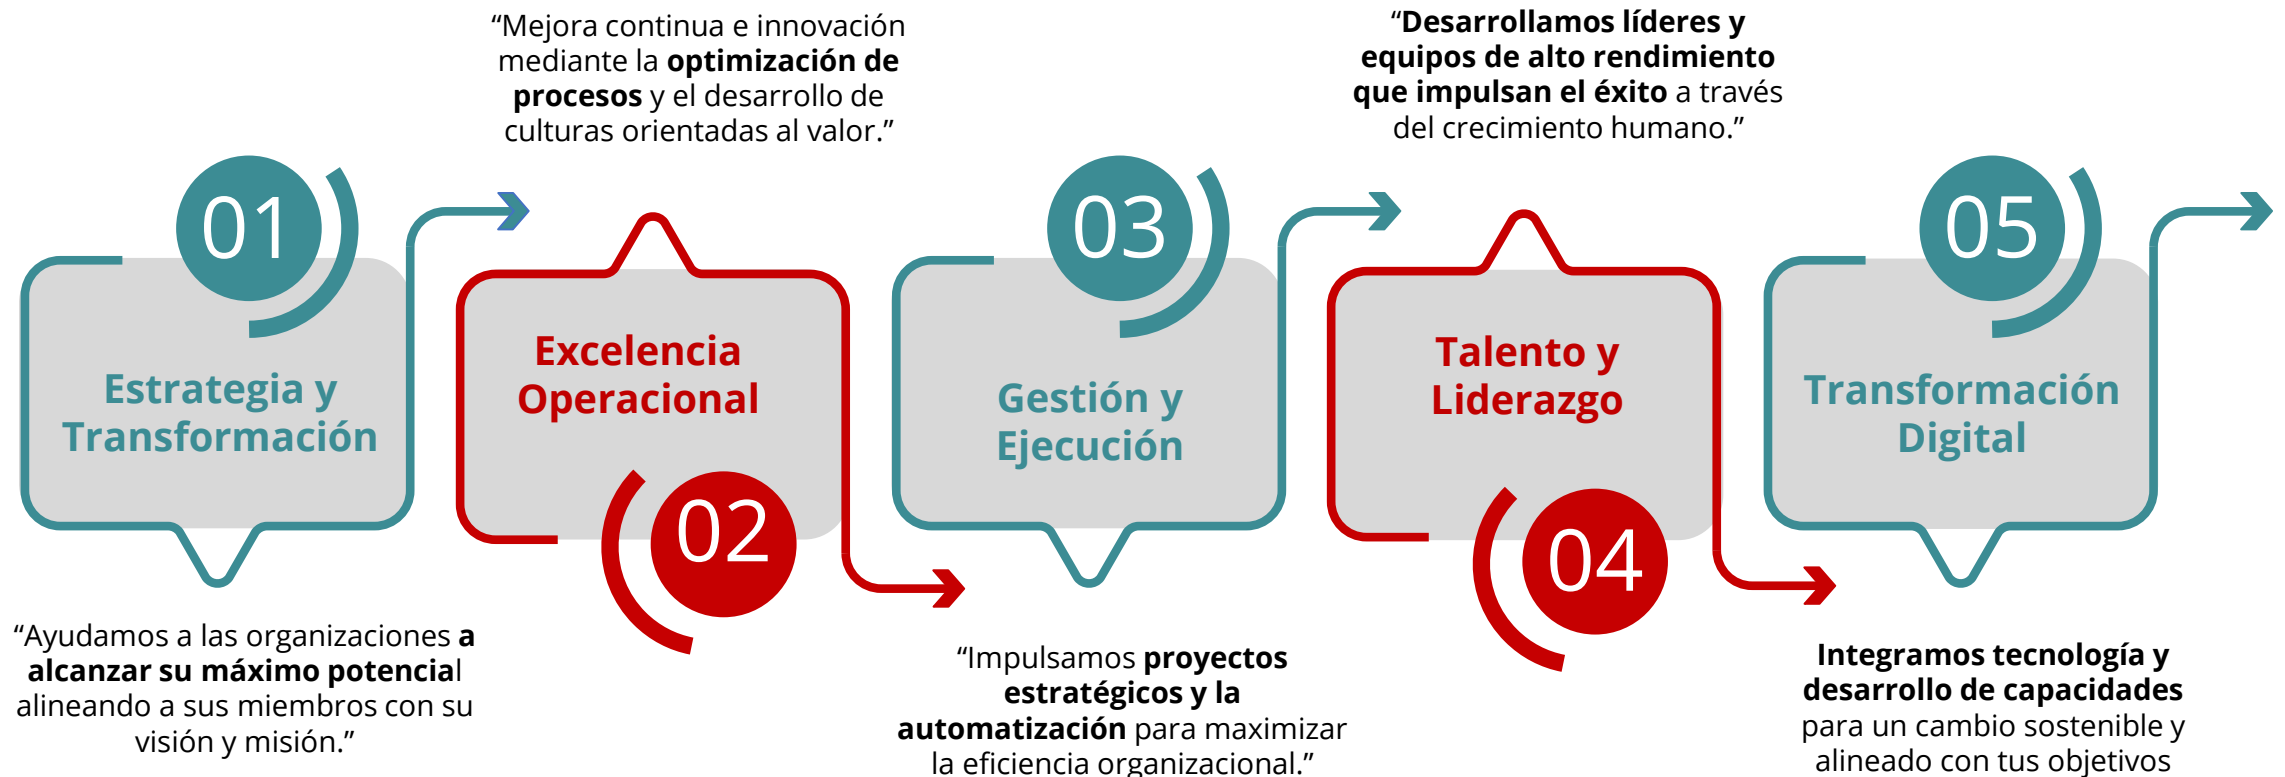 01
Estrategia y
Transformación
“Ayudamos a las organizaciones a
alcanzar su máximo potencial
alineando a sus miembros con su
visión y misión.”
“Mejora continua e innovación
mediante la optimización de
procesos y el desarrollo de
culturas orientadas al valor.”
Excelencia
Operacional
02
03
Gestión y
Ejecución
“Impulsamos proyectos
estratégicos y la
automatización para maximizar
la eficiencia organizacional.”
“Desarrollamos líderes y
equipos de alto rendimiento
que impulsan el éxito a través
del crecimiento humano.”
Talento y
Liderazgo
04
05
Transformación
Digital
Integramos tecnología y
desarrollo de capacidades
para un cambio sostenible y
alineado con tus objetivos